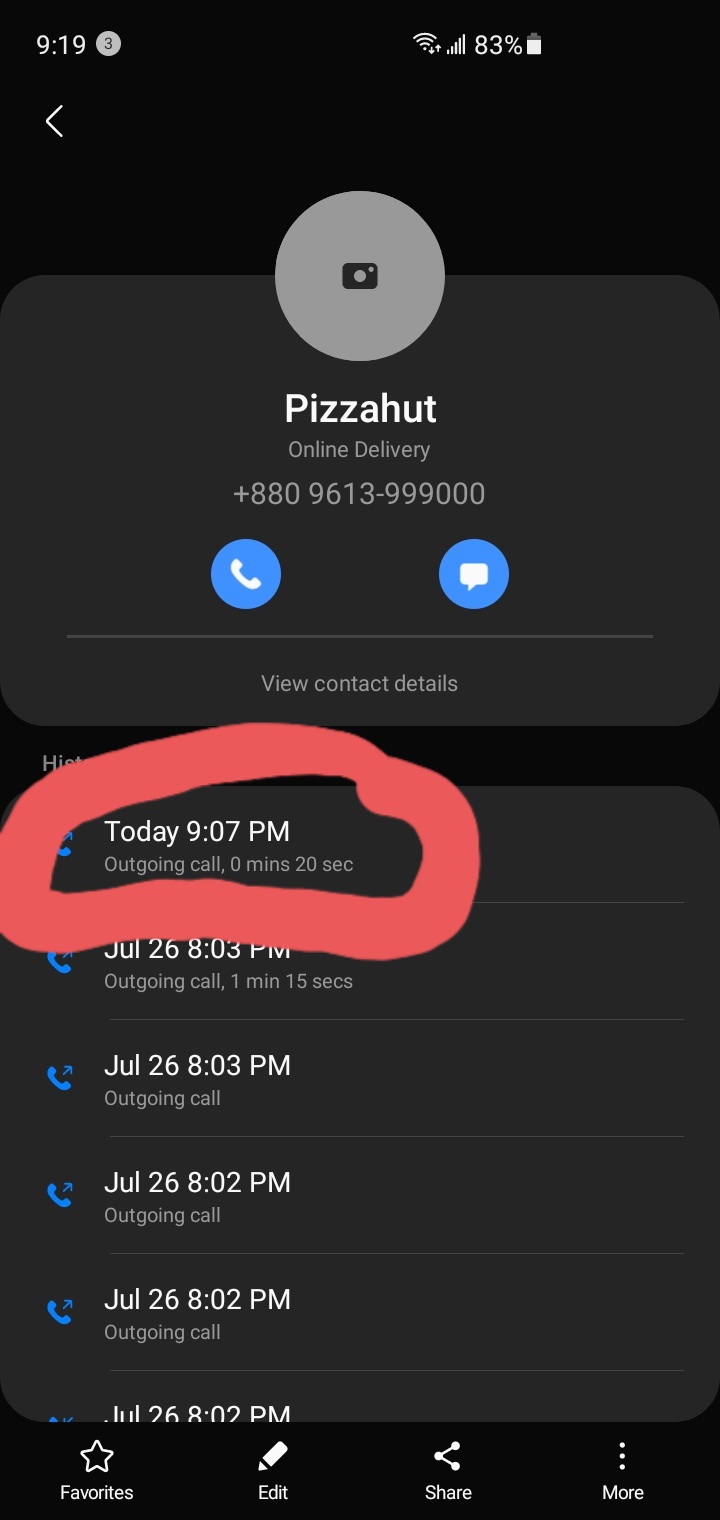 9:19 3 83%
Pizzahut
Online Delivery
+880 9613-999000
View contact details
Today 9:07 PM
Outgoing call, 0 mins 20 sec
Jul 26 8:03 PM
Outgoing call, 1 min 15 secs
Jul 26 8:03 PM
Outgoing call
Jul 26 8:02 PM
Outgoing call
Jul 26 8:02 PM
Outgoing call
Jul 26 8:02 PM
Favorites Edit Share More